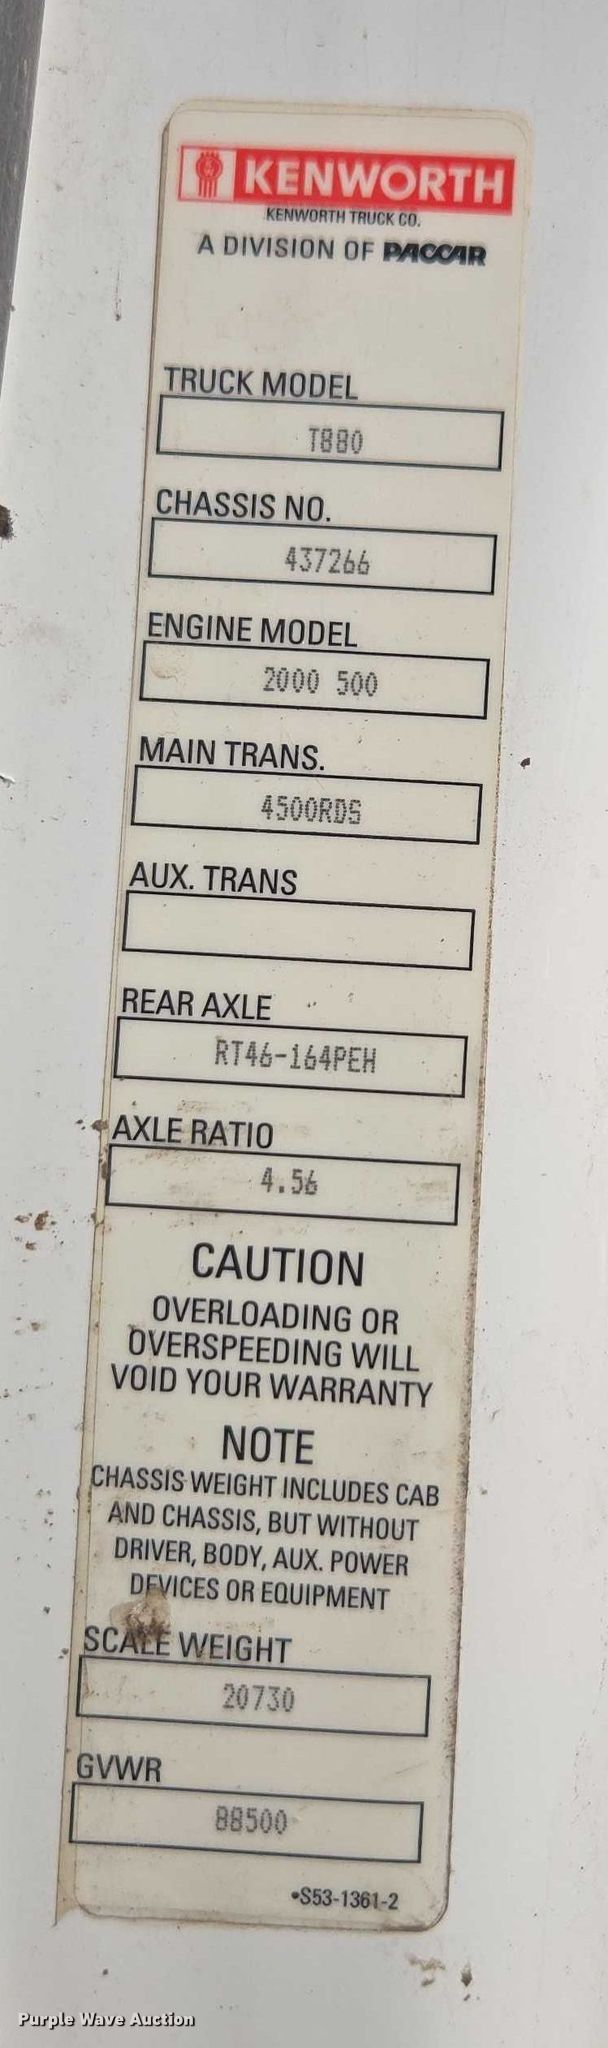 KENWORTH
KENWORTH TRUCK CO.
A DIVISION OF PACCAR
TRUCK MODEL
T880
CHASSIS NO.
437266
ENGINE MODEL
2000 500
MAIN TRANS.
4500RDS
AUX. TRANS
REAR AXLE
RT46-164PEH
AXLE RATIO
4.56
CAUTION
OVERLOADING OR
OVERSPEEDING WILL
VOID YOUR WARRANTY
NOTE
CHASSIS WEIGHT INCLUDES CAB
AND CHASSIS, BUT WITHOUT
DRIVER, BODY, AUX. POWER
DEVICES OR EQUIPMENT
SCALE WEIGHT
20730
GVWR
88500
•S53-1361-2
Purple Wave Auction